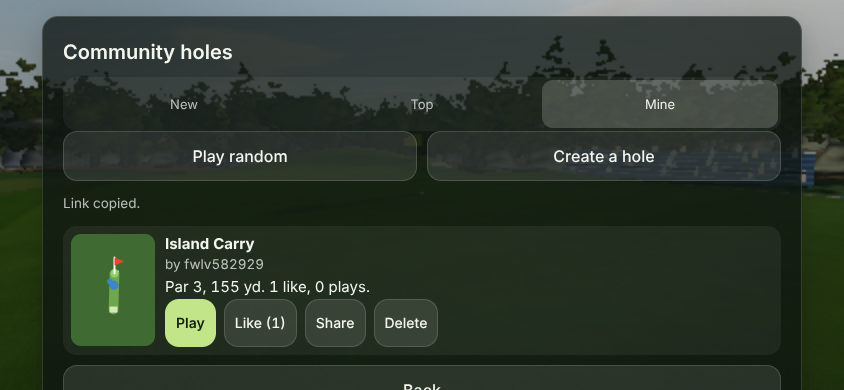 Community holes
New Top Mine
Play random Create a hole
Link copied.
Island Carry
by fwlv582929
Par 3, 155 yd. 1 like, 0 plays.
Play Like (1) Share Delete
Back